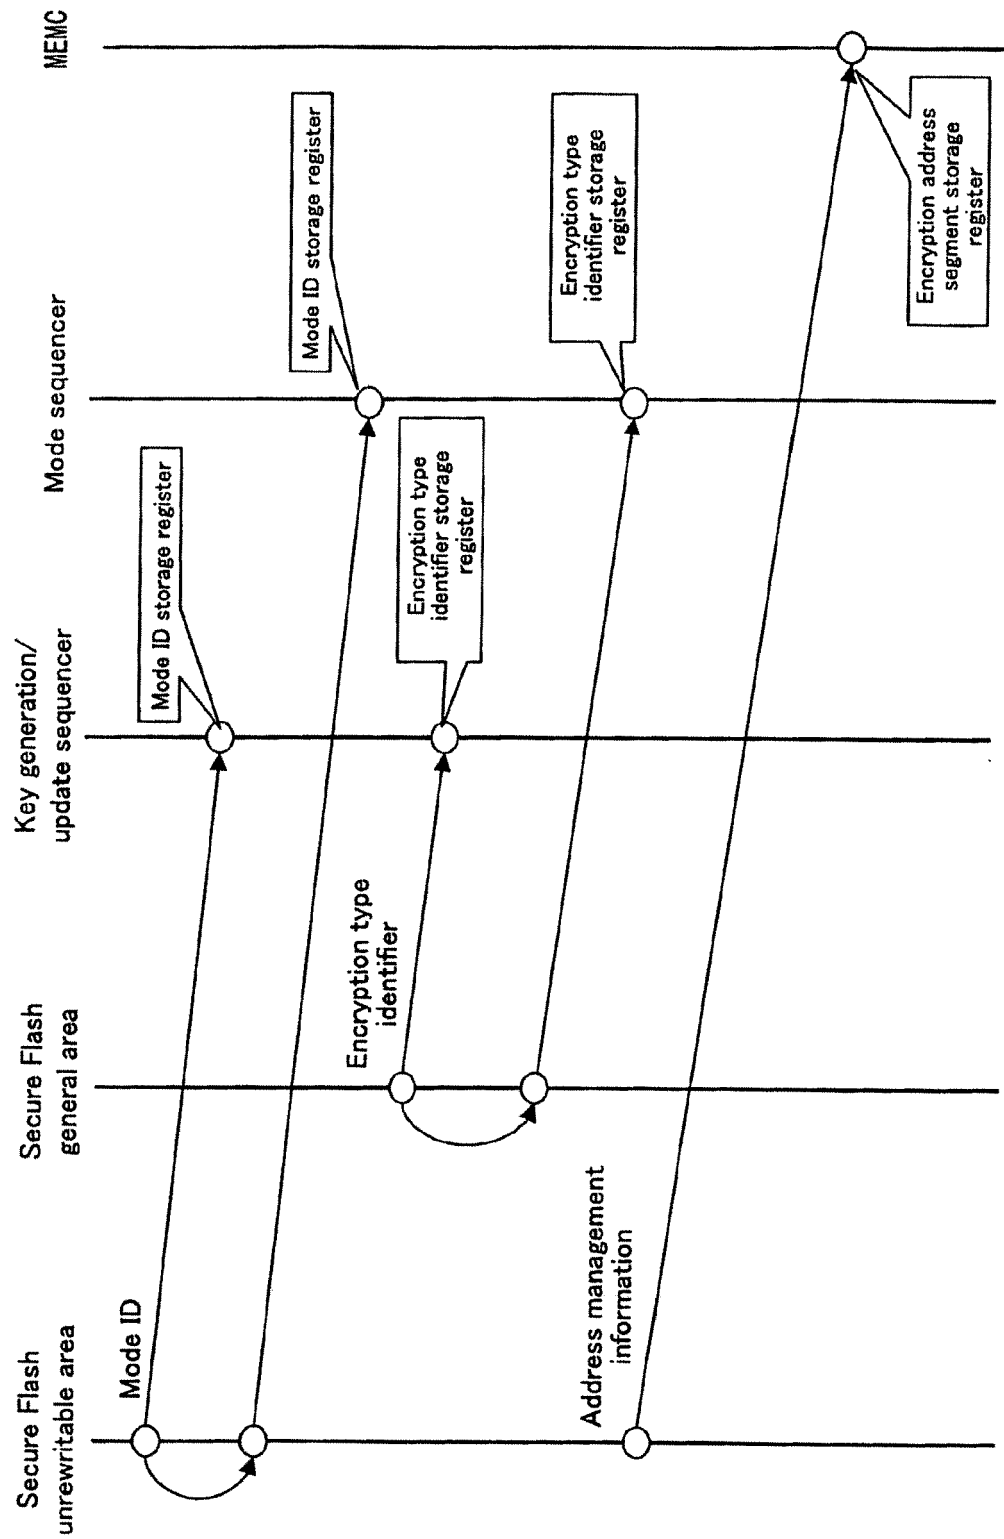 Secure Flash
unrewritable area
Secure Flash
general area
Key generation/
update sequencer
Mode sequencer
MEMC
Mode ID
Mode ID storage register
Mode ID storage register
Encryption type
identifier
Encryption type
identifier storage
register
Encryption type
identifier storage
register
Address management
information
Encryption address
segment storage
register